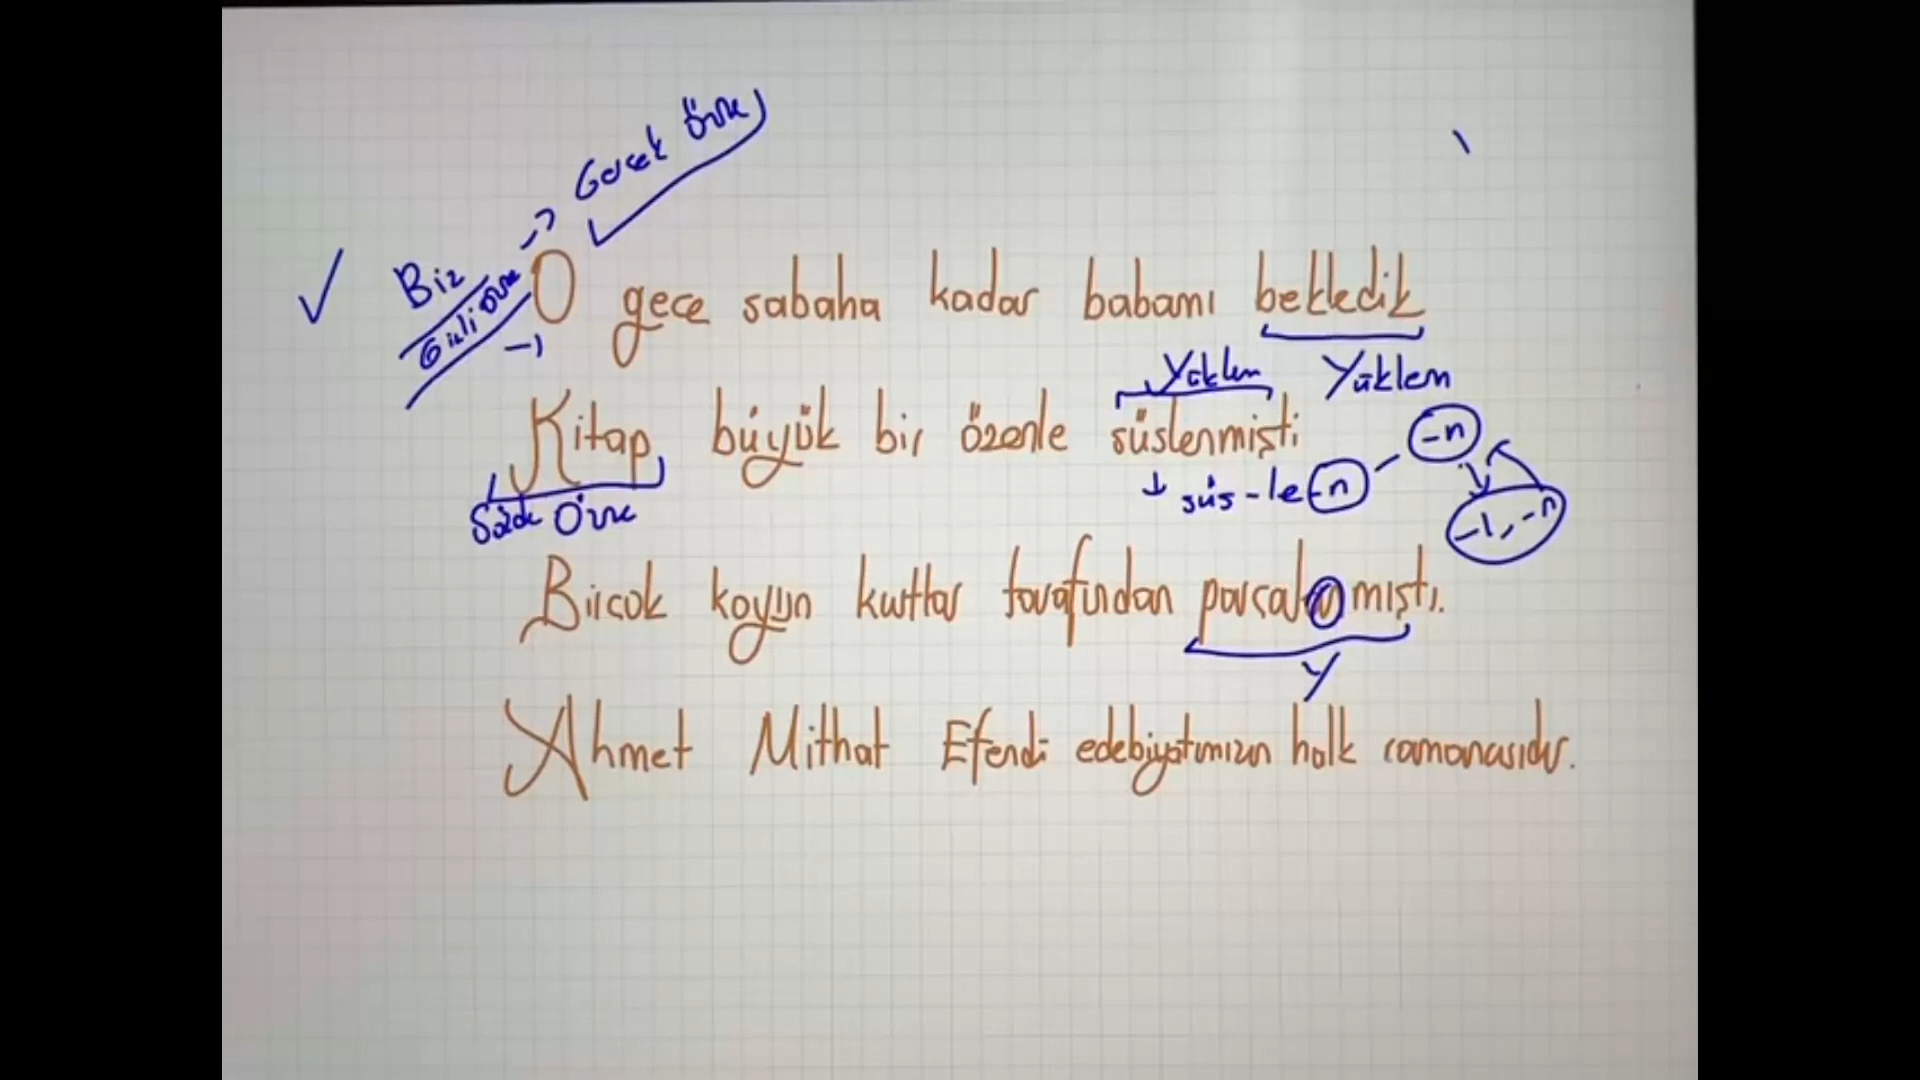 Gerçek Özne
Biz
Gizli Özne
O gece sabaha kadar babamı bekledik
Yüklem
Yüklem
Kitap büyük bir özenle süslenmişti
-n
süs-le-n
-l, -n
Sözde Özne
Birçok koyun kurtlar tarafından parçalanmıştı.
Y
Ahmet Mithat Efendi edebiyatımızın halk romancısıdır.